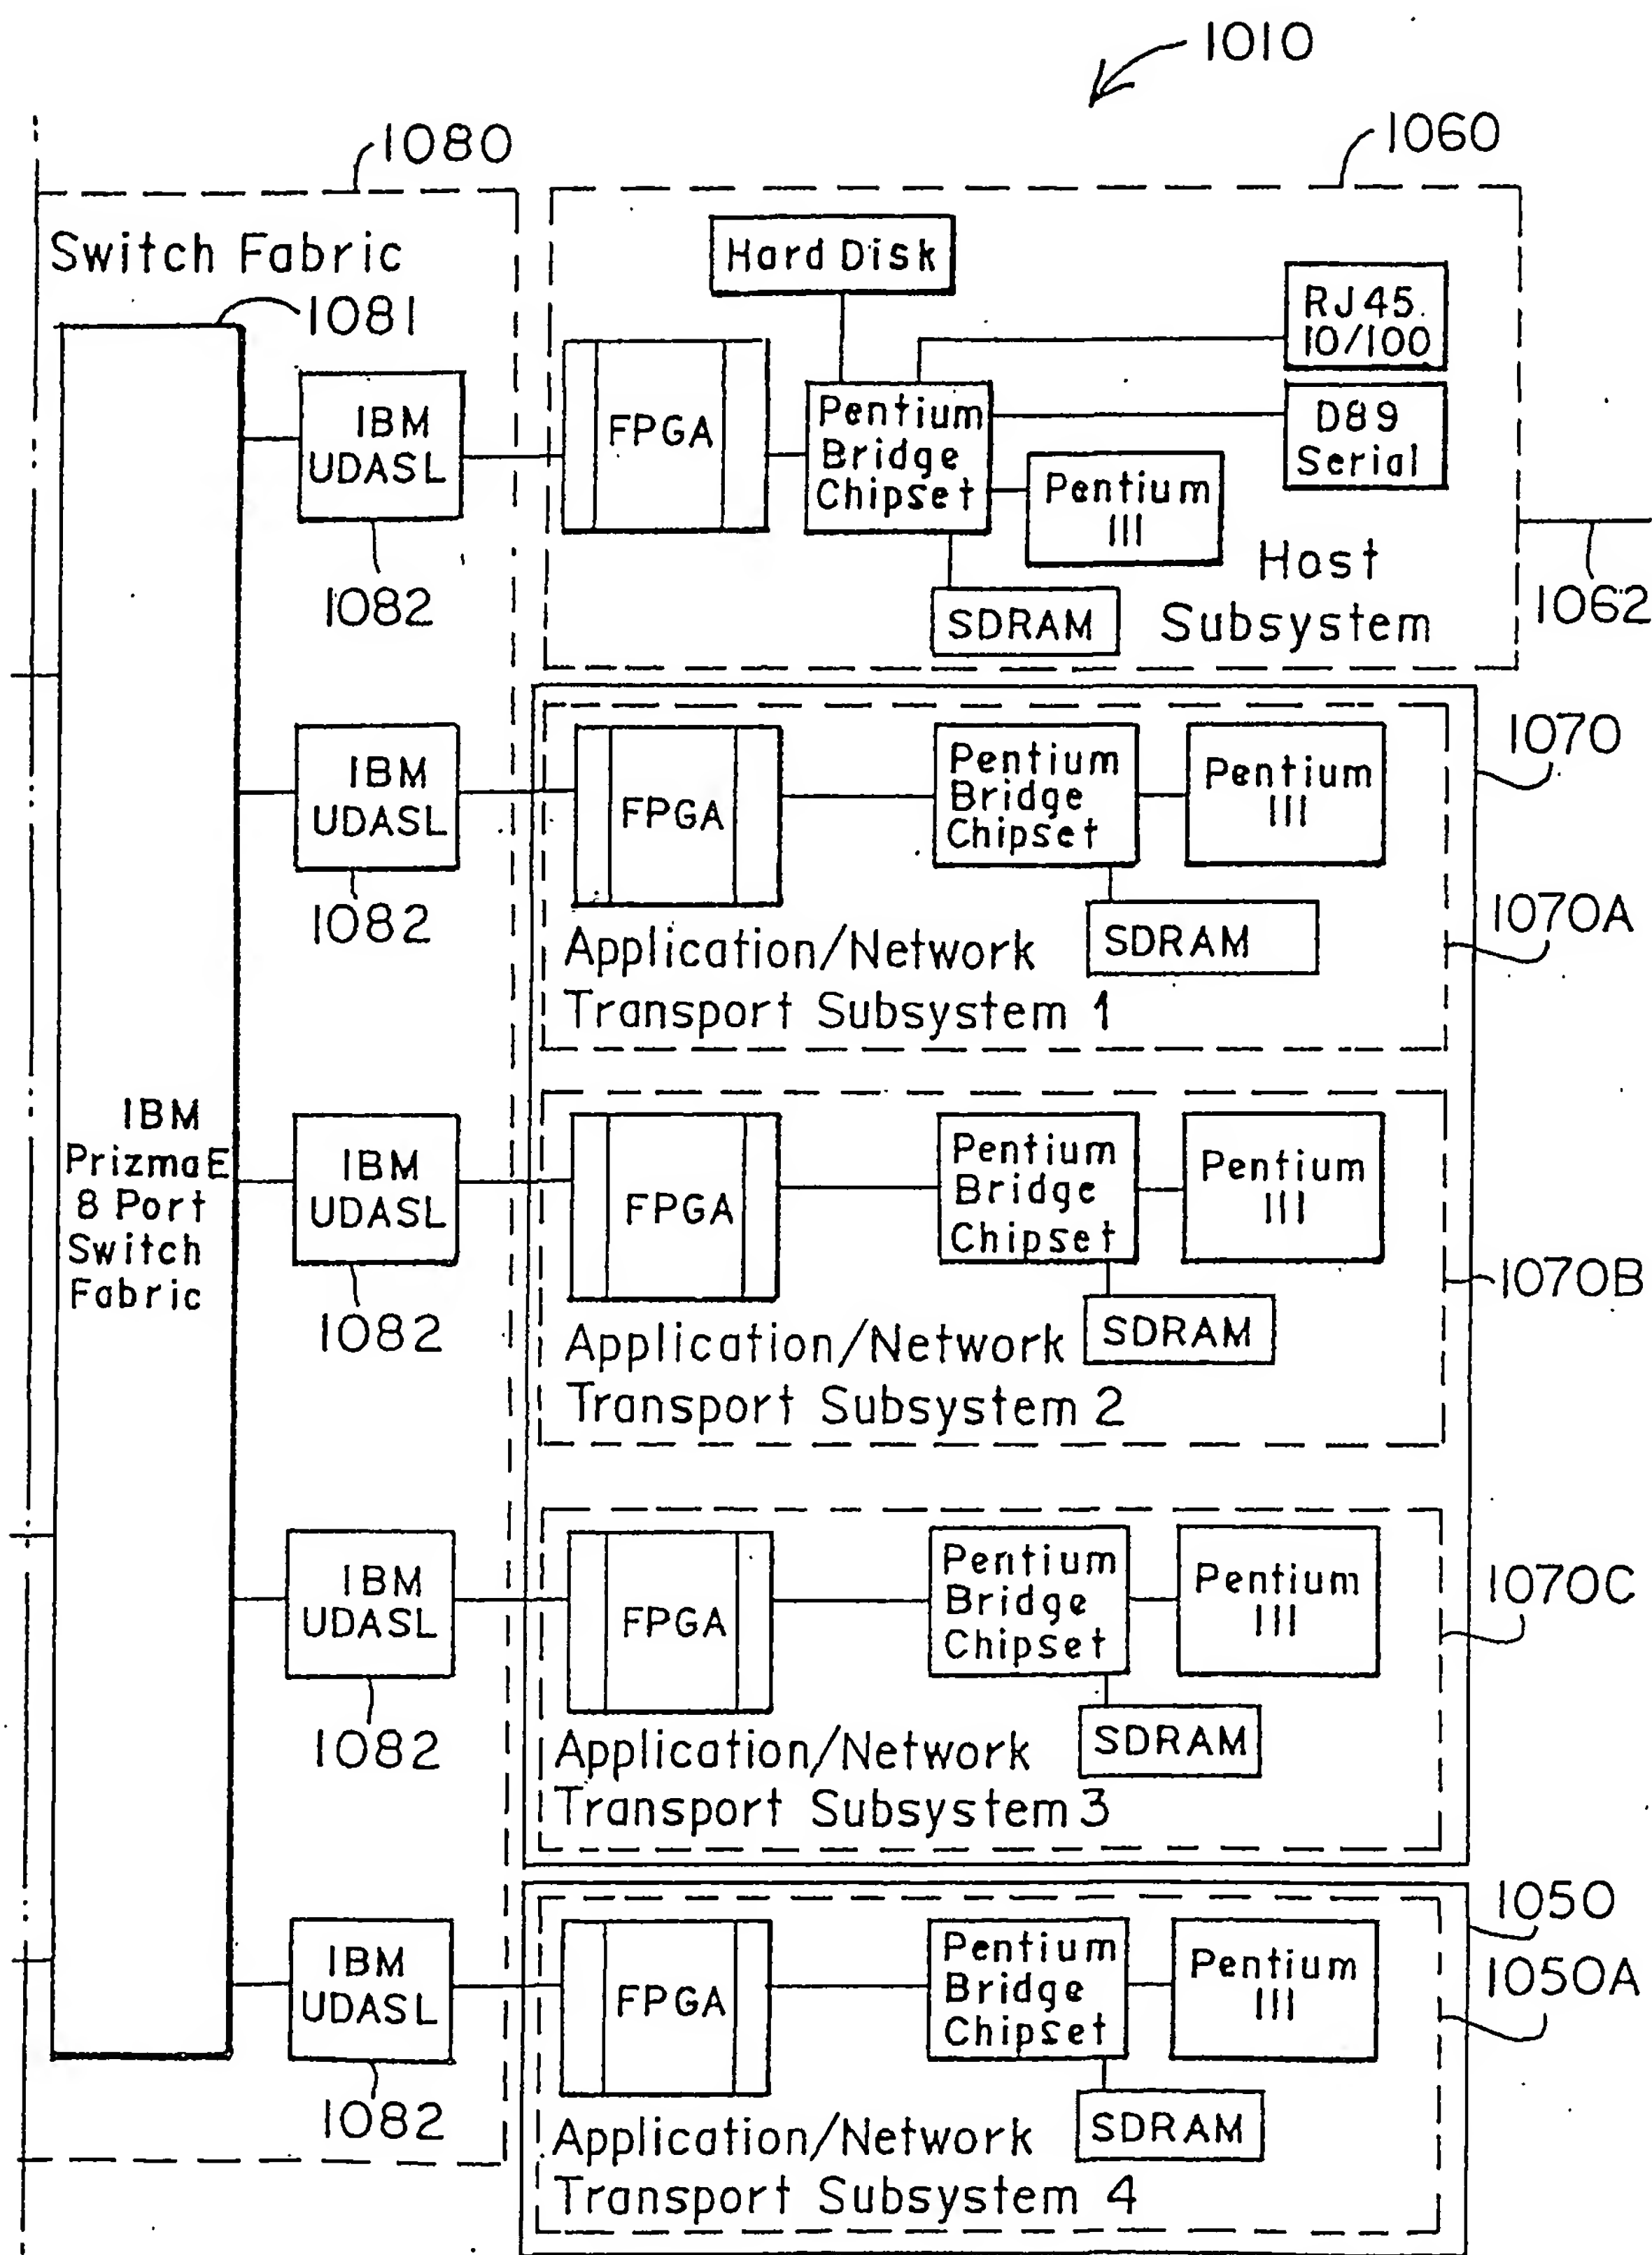 1010
1080
1060
Switch Fabric
1081
Hard Disk
RJ45
10/100
IBM
UDASL
FPGA
Pentium
Bridge
Chipset
D89
Serial
Pentium
III
Host
Subsystem
SDRAM
1082
1062
IBM
UDASL
FPGA
Pentium
Bridge
Chipset
Pentium
III
1070
1082
SDRAM
1070A
Application/Network
Transport Subsystem 1
IBM
PrizmaE
8 Port
Switch
Fabric
IBM
UDASL
FPGA
Pentium
Bridge
Chipset
Pentium
III
1070B
1082
SDRAM
Application/Network
Transport Subsystem 2
IBM
UDASL
FPGA
Pentium
Bridge
Chipset
Pentium
III
1070C
1082
SDRAM
Application/Network
Transport Subsystem 3
1050
IBM
UDASL
FPGA
Pentium
Bridge
Chipset
Pentium
III
1050A
1082
SDRAM
Application/Network
Transport Subsystem 4